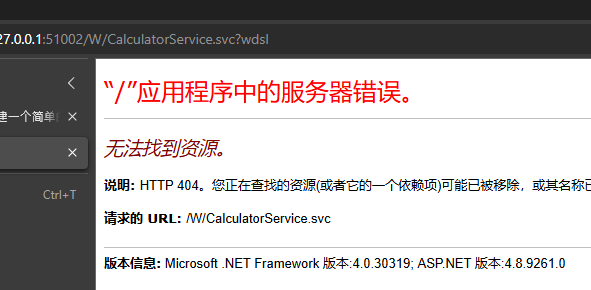 27.0.0.1:51002/W/CalculatorService.svc?wdsl
“/”应用程序中的服务器错误。
建一个简单
无法找到资源。
说明: HTTP 404。您正在查找的资源(或者它的一个依赖项)可能已被移除，或其名称已
Ctrl+T
请求的 URL: /W/CalculatorService.svc
版本信息: Microsoft .NET Framework 版本:4.0.30319; ASP.NET 版本:4.8.9261.0